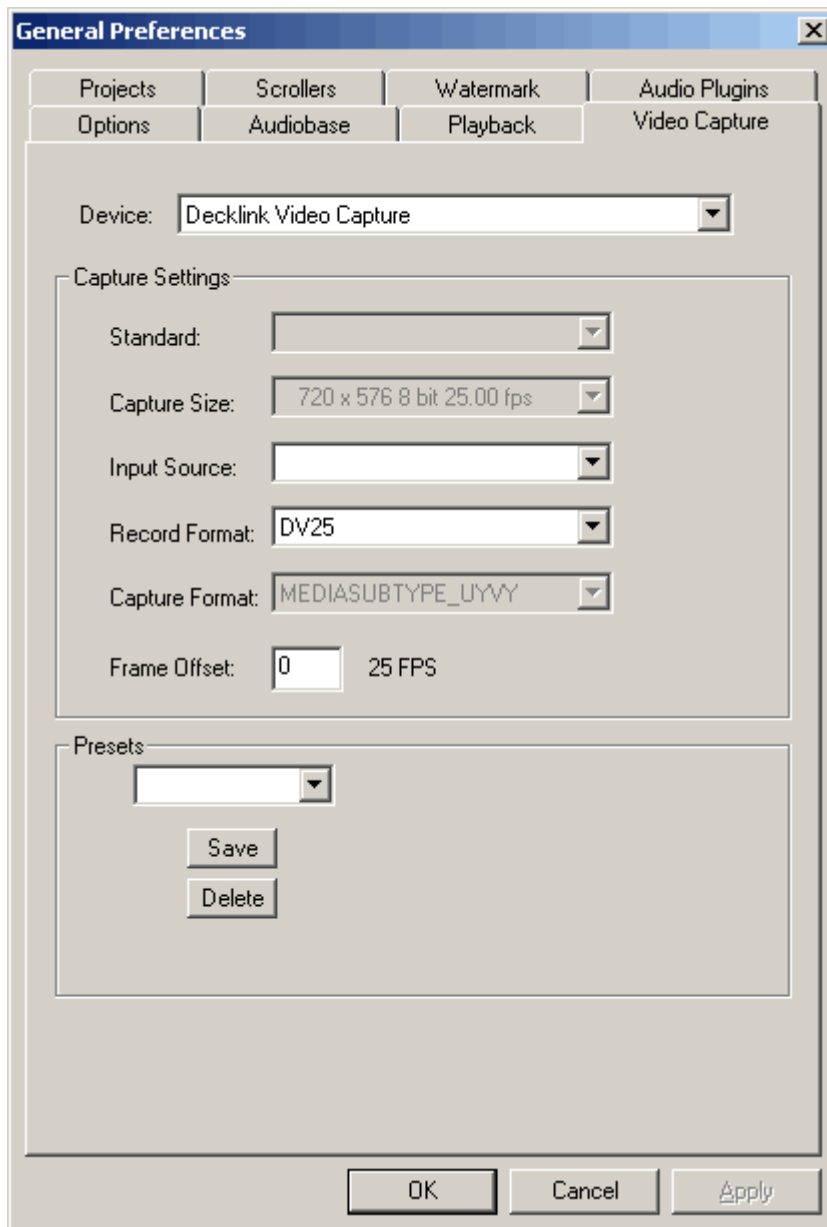 General Preferences
Projects Scrollers Watermark Audio Plugins
Options Audiobase Playback Video Capture
Device: Decklink Video Capture
Capture Settings
Standard:
Capture Size: 720 x 576 8 bit 25.00 fps
Input Source:
Record Format: DV25
Capture Format: MEDIASUBTYPE_UYVY
Frame Offset: 0 25 FPS
Presets
Save
Delete
OK Cancel Apply